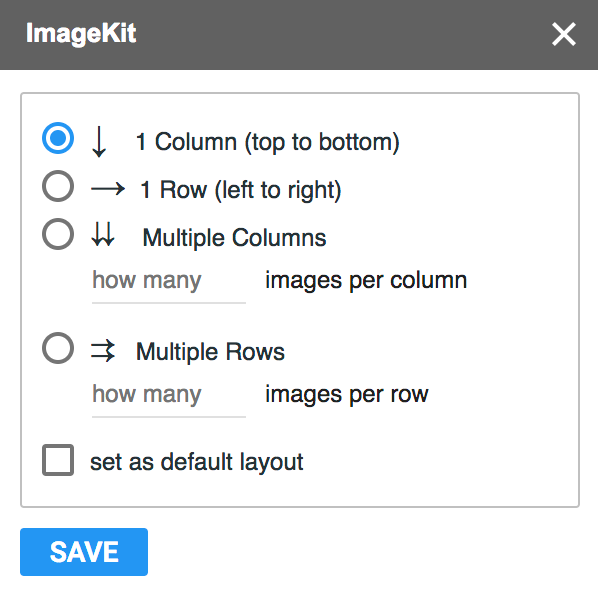 ImageKit
1 Column (top to bottom)
1 Row (left to right)
Multiple Columns
how many images per column
Multiple Rows
how many images per row
set as default layout
SAVE